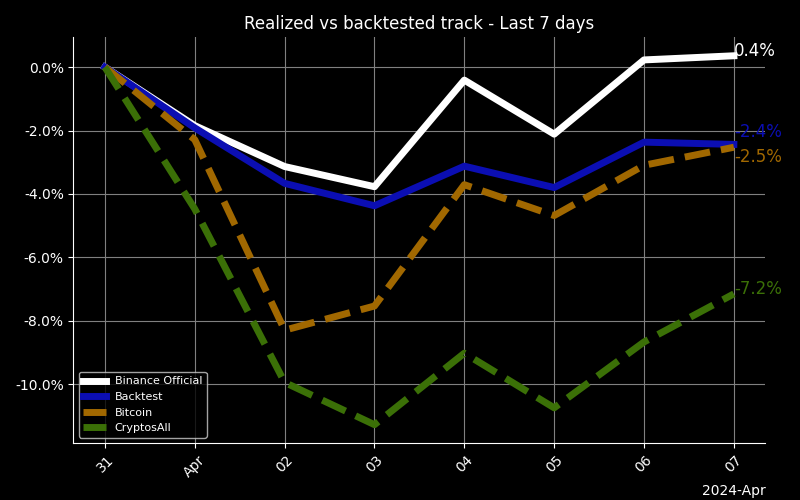 Realized vs backtested track - Last 7 days
0.0%
-2.0%
-4.0%
-6.0%
-8.0%
-10.0%
0.4%
-2.4%
-2.5%
-7.2%
Binance Official
Backtest
Bitcoin
CryptosAll
31
Apr
02
03
04
05
06
07
2024-Apr